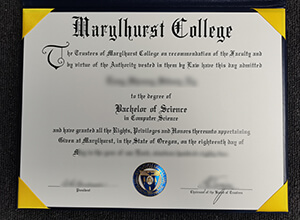 Marylhurst College
The Trustees of Marylhurst College on recommendation of the Faculty and
by virtue of the Authority vested in them by Law have this day admitted
to the degree of
Bachelor of Science
in Computer Science
and have granted all the Rights, Privileges and Honors thereunto appertaining
Given at Marylhurst, in the State of Oregon, on the eighteenth day of
President
Chairman of the Board of Trustees